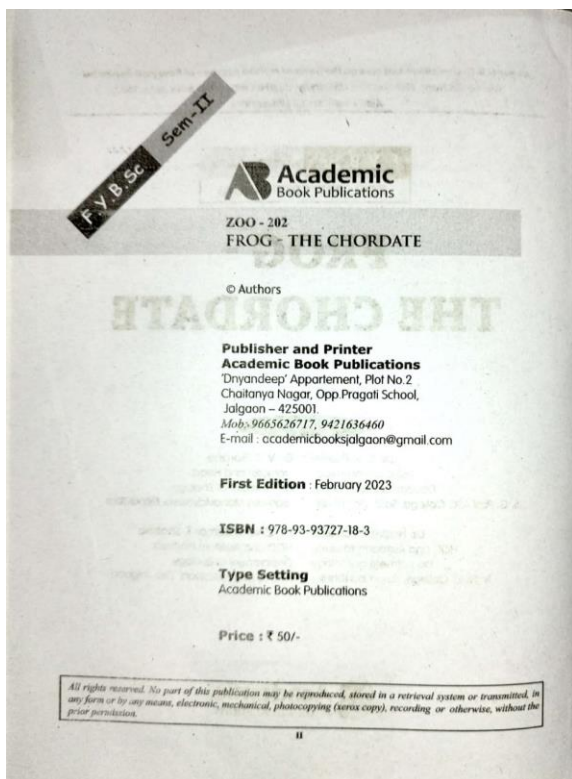 F.Y.B.Sc Sem-II
AB Academic
Book Publications
ZOO - 202
FROG - THE CHORDATE
© Authors
Publisher and Printer
Academic Book Publications
'Dnyandeep' Appartement, Plot No.2
Chaitanya Nagar, Opp.Pragati School,
Jalgaon – 425001.
Mob:-9665626717, 9421636460
E-mail : academicbooksjalgaon@gmail.com
First Edition : February 2023
ISBN : 978-93-93727-18-3
Type Setting
Academic Book Publications
Price : ₹ 50/-
All rights reserved. No part of this publication may be reproduced, stored in a retrieval system or transmitted, in
any form or by any means, electronic, mechanical, photocopying (xerox copy), recording or otherwise, without the
prior permission.
II